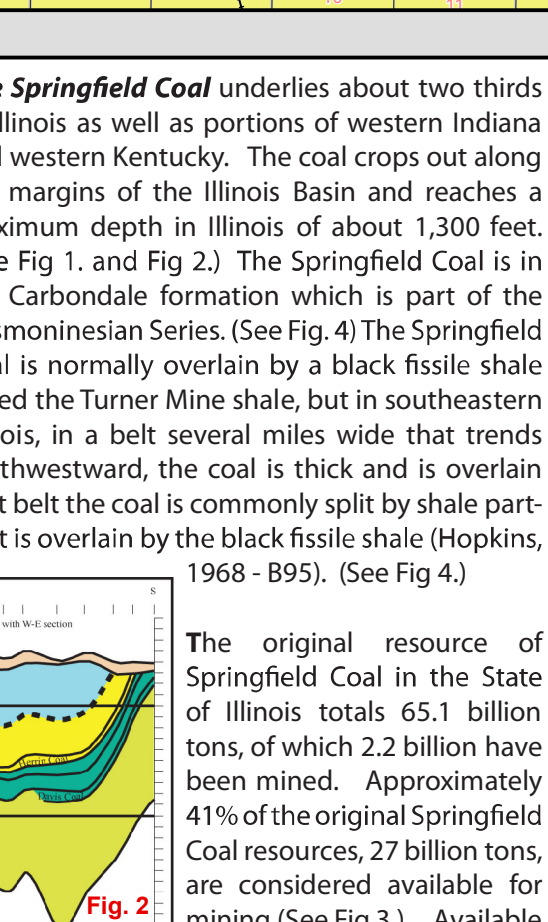 10 11
e Springfield Coal underlies about two thirds
llinois as well as portions of western Indiana
l western Kentucky. The coal crops out along
margins of the Illinois Basin and reaches a
ximum depth in Illinois of about 1,300 feet.
e Fig 1. and Fig 2.) The Springfield Coal is in
Carbondale formation which is part of the
smoninesian Series. (See Fig. 4) The Springfield
l is normally overlain by a black fissile shale
ed the Turner Mine shale, but in southeastern
ois, in a belt several miles wide that trends
thwestward, the coal is thick and is overlain
t belt the coal is commonly split by shale part-
t is overlain by the black fissile shale (Hopkins,
1968 - B95). (See Fig 4.)
S
with W-E section
Herrin Coal
Davis Coal
Fig. 2
The original resource of
Springfield Coal in the State
of Illinois totals 65.1 billion
tons, of which 2.2 billion have
been mined. Approximately
41% of the original Springfield
Coal resources, 27 billion tons,
are considered available for
mining (See Fig 3.) Available